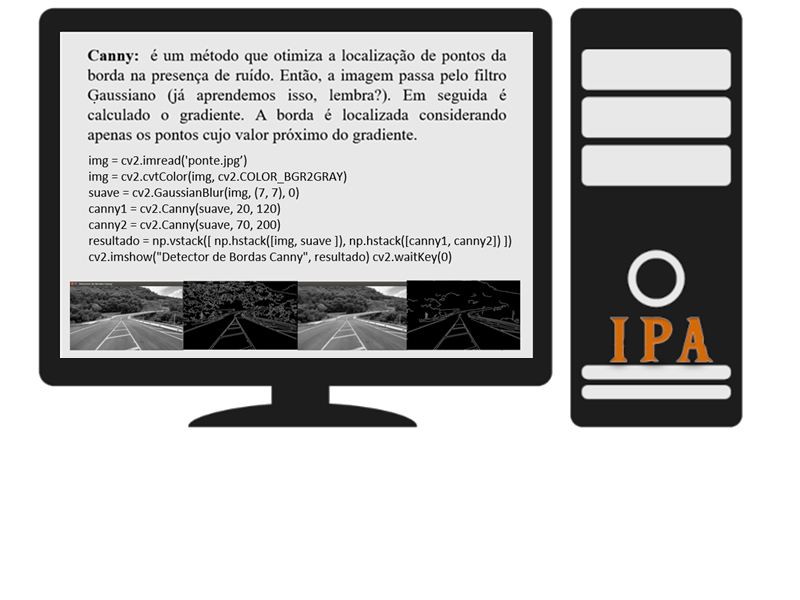 Canny: é um método que otimiza a localização de pontos da
borda na presença de ruído. Então, a imagem passa pelo filtro
Gaussiano (já aprendemos isso, lembra?). Em seguida é
calculado o gradiente. A borda é localizada considerando
apenas os pontos cujo valor próximo do gradiente.
img = cv2.imread('ponte.jpg’)
img = cv2.cvtColor(img, cv2.COLOR_BGR2GRAY)
suave = cv2.GaussianBlur(img, (7, 7), 0)
canny1 = cv2.Canny(suave, 20, 120)
canny2 = cv2.Canny(suave, 70, 200)
resultado = np.vstack([ np.hstack([img, suave ]), np.hstack([canny1, canny2]) ])
cv2.imshow("Detector de Bordas Canny", resultado) cv2.waitKey(0)
IPA